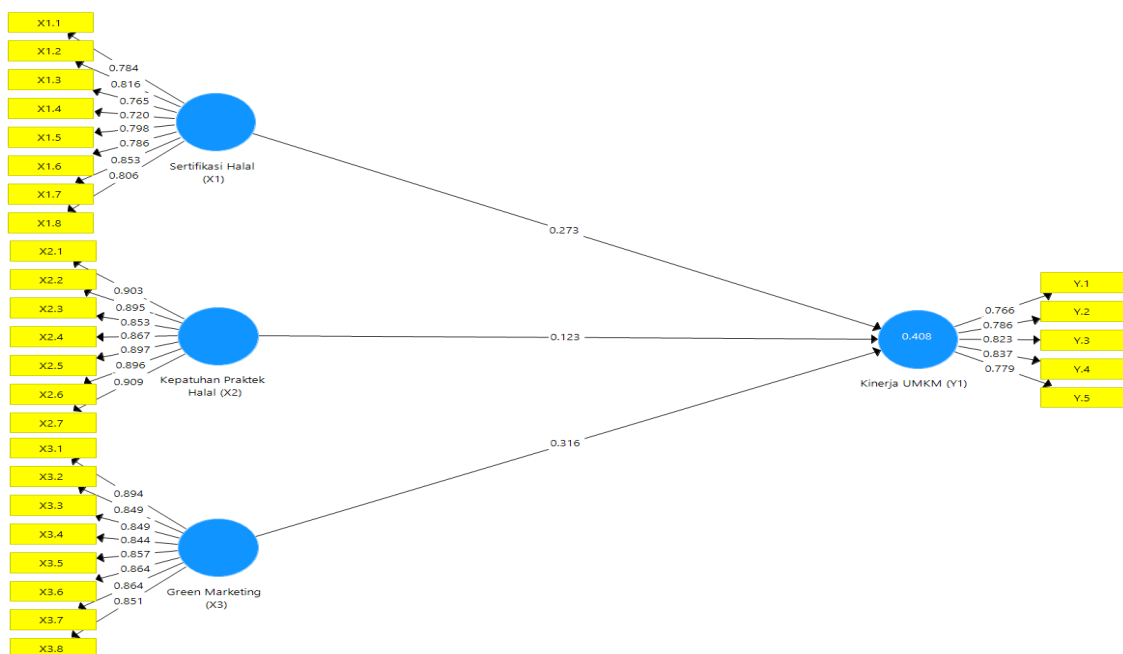 X1.1
X1.2
X1.3
X1.4
X1.5
X1.6
X1.7
X1.8
0.784
0.816
0.765
0.720
0.798
0.786
0.853
0.806
Sertifikasi Halal
(X1)
0.273
X2.1
X2.2
X2.3
X2.4
X2.5
X2.6
X2.7
0.903
0.895
0.853
0.867
0.897
0.896
0.909
Kepatuhan Praktek
Halal (X2)
0.123
X3.1
X3.2
X3.3
X3.4
X3.5
X3.6
X3.7
X3.8
0.894
0.849
0.849
0.844
0.857
0.864
0.864
0.851
Green Marketing
(X3)
0.316
0.408
Kinerja UMKM (Y1)
0.766
0.786
0.823
0.837
0.779
Y.1
Y.2
Y.3
Y.4
Y.5